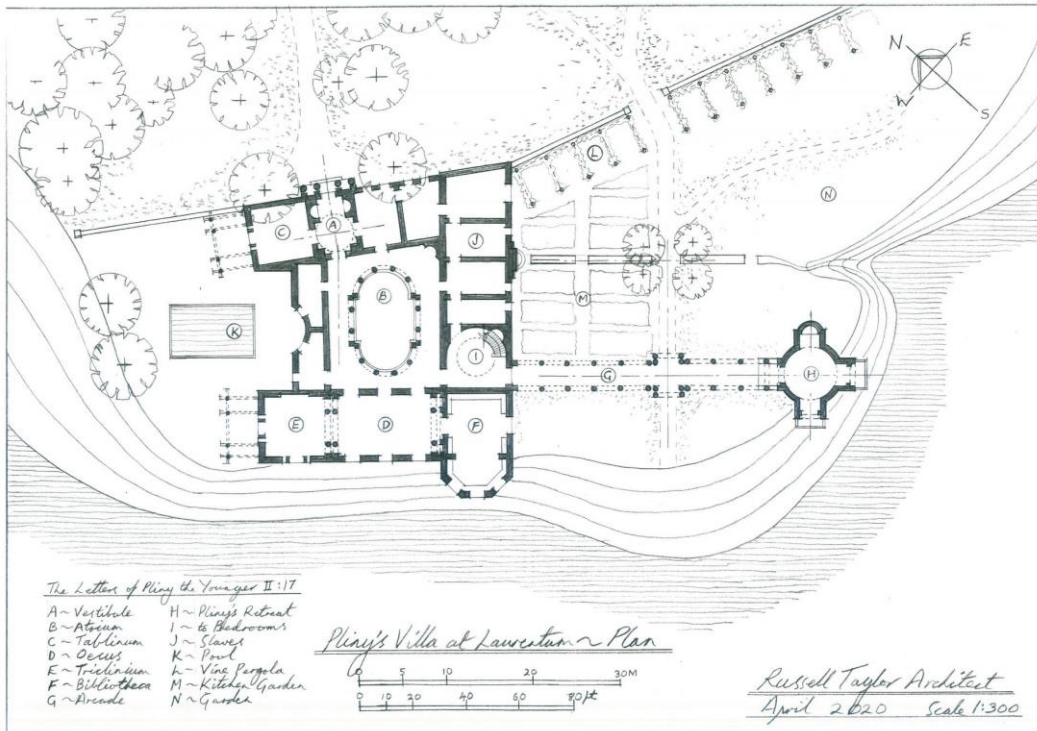 N E
W S
L
N
C A
J
B
M
K
I
G H
E D F
The Letters of Pliny the Younger II:17
A ~ Vestibule
B ~ Atrium
C ~ Tablinum
D ~ Oecus
E ~ Triclinium
F ~ Bibliotheca
G ~ Arcade
H ~ Pliny's Retreat
I ~ to Bedrooms
J ~ Slaves
K ~ Pool
L ~ Vine Pergola
M ~ Kitchen Garden
N ~ Garden
Pliny's Villa at Laurentum ~ Plan
0 5 10 20 30M
0 10 20 40 60 80ft
Russell Taylor Architect
April 2020 Scale 1:300